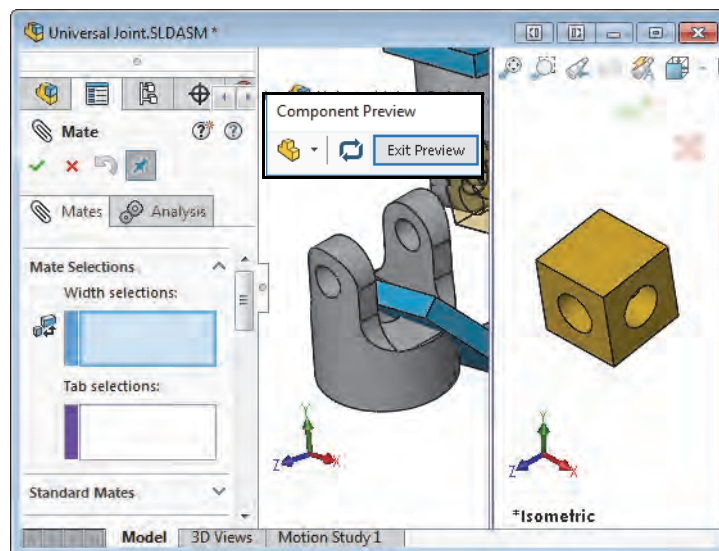 Universal Joint.SLDASM *
Component Preview
Exit Preview
Mate
Mates
Analysis
Mate Selections
Width selections:
Tab selections:
Standard Mates
Y
Z
X
Y
Z
X
*Isometric
Model
3D Views
Motion Study 1